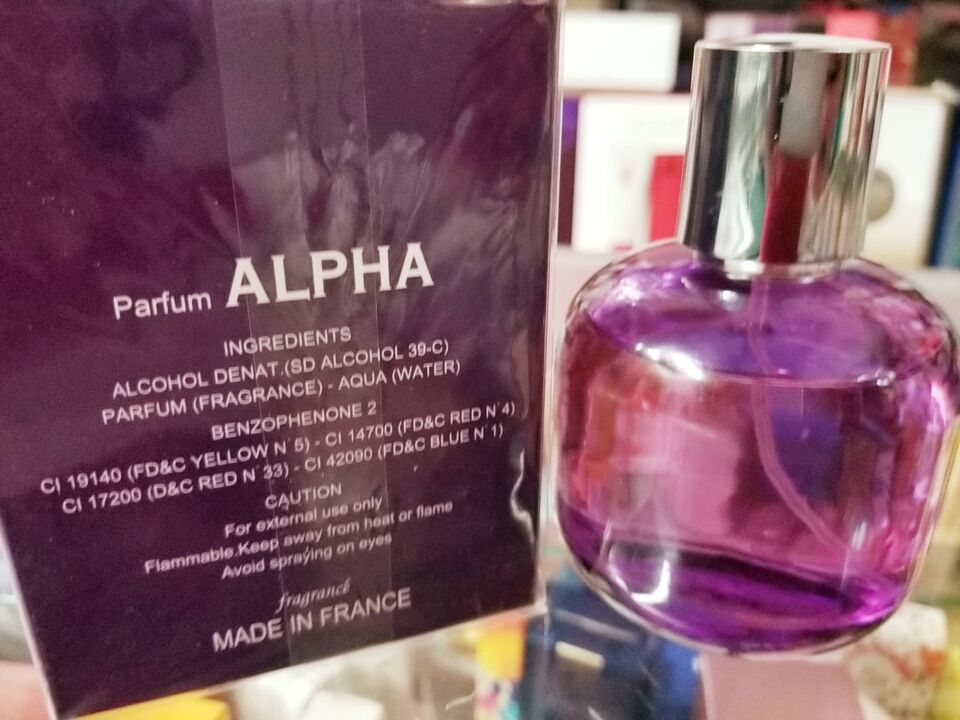 Parfum ALPHA
INGREDIENTS
ALCOHOL DENAT.(SD ALCOHOL 39-C)
PARFUM (FRAGRANCE) - AQUA (WATER)
BENZOPHENONE 2
CI 19140 (FD&C YELLOW N°5) - CI 14700 (FD&C RED N°4)
CI 17200 (D&C RED N°33) - CI 42090 (FD&C BLUE N°1)
CAUTION
For external use only
Flammable.Keep away from heat or flame
Avoid spraying on eyes
fragrance
MADE IN FRANCE